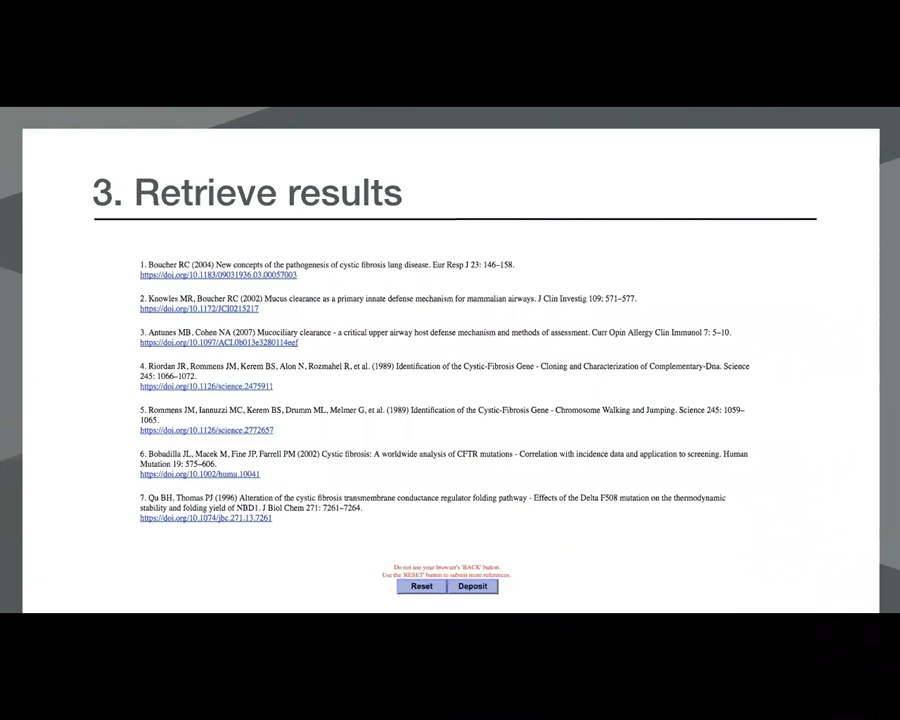 3. Retrieve results
1. Boucher RC (2004) New concepts of the pathogenesis of cystic fibrosis lung disease. Eur Resp J 23: 146–158.
https://doi.org/10.1183/09031936.03.00057003
2. Knowles MR, Boucher RC (2002) Mucus clearance as a primary innate defense mechanism for mammalian airways. J Clin Investig 109: 571–577.
https://doi.org/10.1172/JCI0215217
3. Antunes MB, Cohen NA (2007) Mucociliary clearance - a critical upper airway host defense mechanism and methods of assessment. Curr Opin Allergy Clin Immunol 7: 5–10.
https://doi.org/10.1097/ACI.0b013e3280114eef
4. Riordan JR, Rommens JM, Kerem BS, Alon N, Rozmahel R, et al. (1989) Identification of the Cystic-Fibrosis Gene - Cloning and Characterization of Complementary-Dna. Science
245: 1066–1072.
https://doi.org/10.1126/science.2475911
5. Rommens JM, Iannuzzi MC, Kerem BS, Drumm ML, Melmer G, et al. (1989) Identification of the Cystic-Fibrosis Gene - Chromosome Walking and Jumping. Science 245: 1059–
1065.
https://doi.org/10.1126/science.2772657
6. Bobadilla JL, Macek M, Fine JP, Farrell PM (2002) Cystic fibrosis: A worldwide analysis of CFTR mutations - Correlation with incidence data and application to screening. Human
Mutation 19: 575–606.
https://doi.org/10.1002/humu.10041
7. Qu BH, Thomas PJ (1996) Alteration of the cystic fibrosis transmembrane conductance regulator folding pathway - Effects of the Delta F508 mutation on the thermodynamic
stability and folding yield of NBD1. J Biol Chem 271: 7261–7264.
https://doi.org/10.1074/jbc.271.13.7261
Do not use your browser's 'BACK' button.
Use the 'RESET' button to submit more references.
Reset Deposit